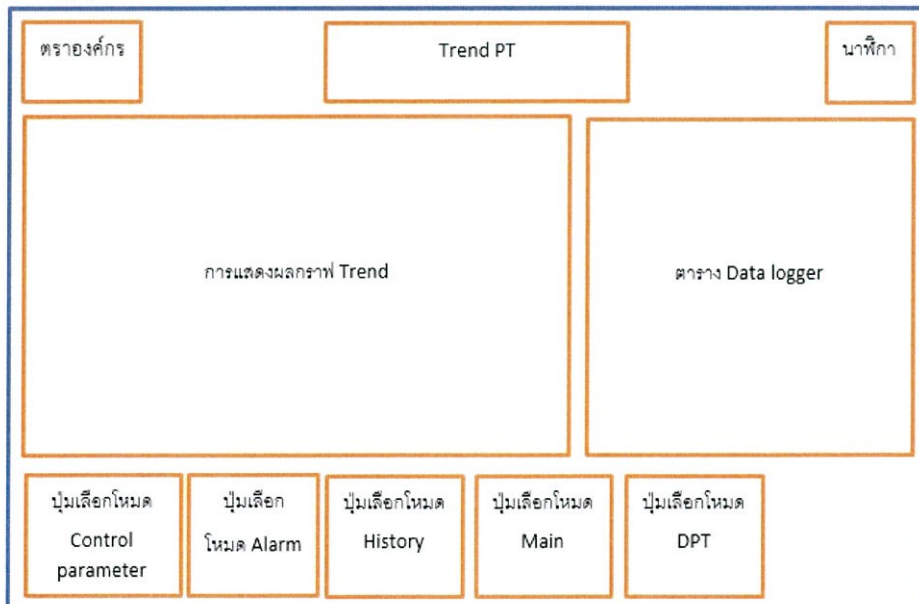 ตราองค์กร
Trend PT
นาฬิกา
การแสดงผลกราฟ Trend
ตาราง Data logger
ปุ่มเลือกโหมด
Control
parameter
ปุ่มเลือก
โหมด Alarm
ปุ่มเลือกโหมด
History
ปุ่มเลือกโหมด
Main
ปุ่มเลือกโหมด
DPT